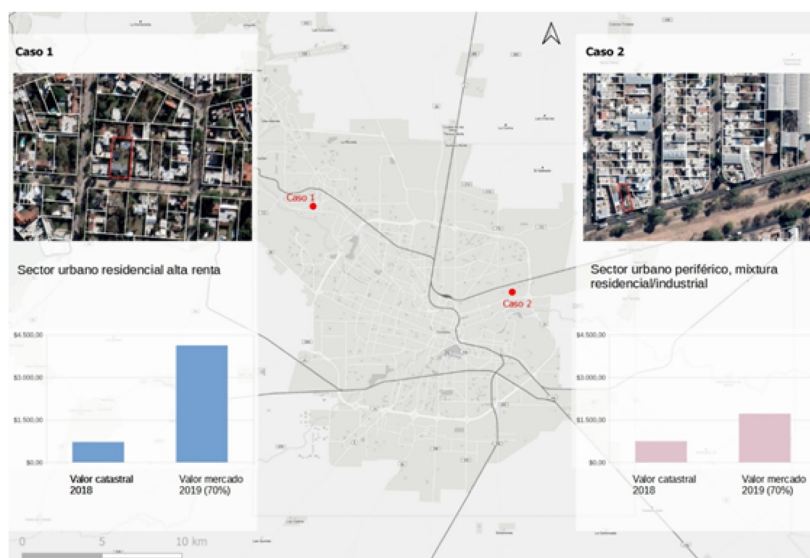 Caso 1
Sector urbano residencial alta renta
$4.500,00
$3.000,00
$1.500,00
$0,00
Valor catastral
2018
Valor mercado
2019 (70%)
Caso 1
Caso 2
Caso 2
Sector urbano periférico, mixtura
residencial/industrial
$4.500,00
$3.000,00
$1.500,00
$0,00
Valor catastral
2018
Valor mercado
2019 (70%)
0 5 10 km